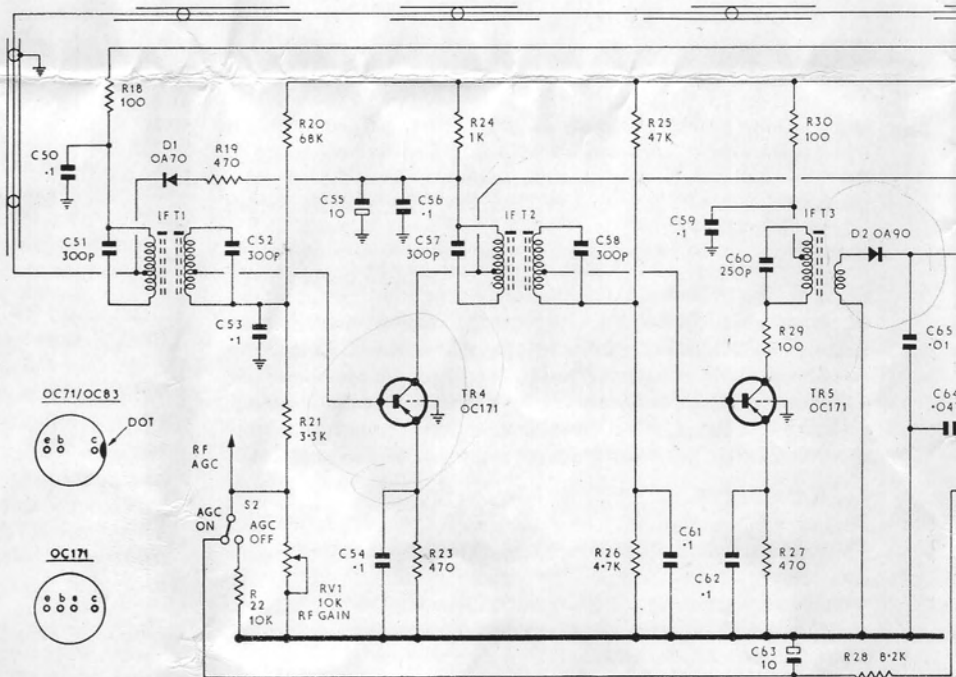 R18
100
R20
68K
R24
1K
R25
47K
R30
100
D1
OA70
R19
470
C50
.1
C55
10
C56
.1
C59
.1
IFT1
IFT2
IFT3
D2 OA90
C51
300p
C52
300p
C57
300p
C58
300p
C60
250p
C53
.1
R29
100
C65
.01
OC71/OC83
DOT
e b c
R21
3.3K
TR4
OC171
TR5
OC171
C64
.04
RF
AGC
S2
AGC
ON
AGC
OFF
OC171
e b s c
R
22
10K
RV1
10K
RF GAIN
C54
.1
R23
470
R26
4.7K
C61
.1
C62
.1
R27
470
C63
10
R28 8.2K